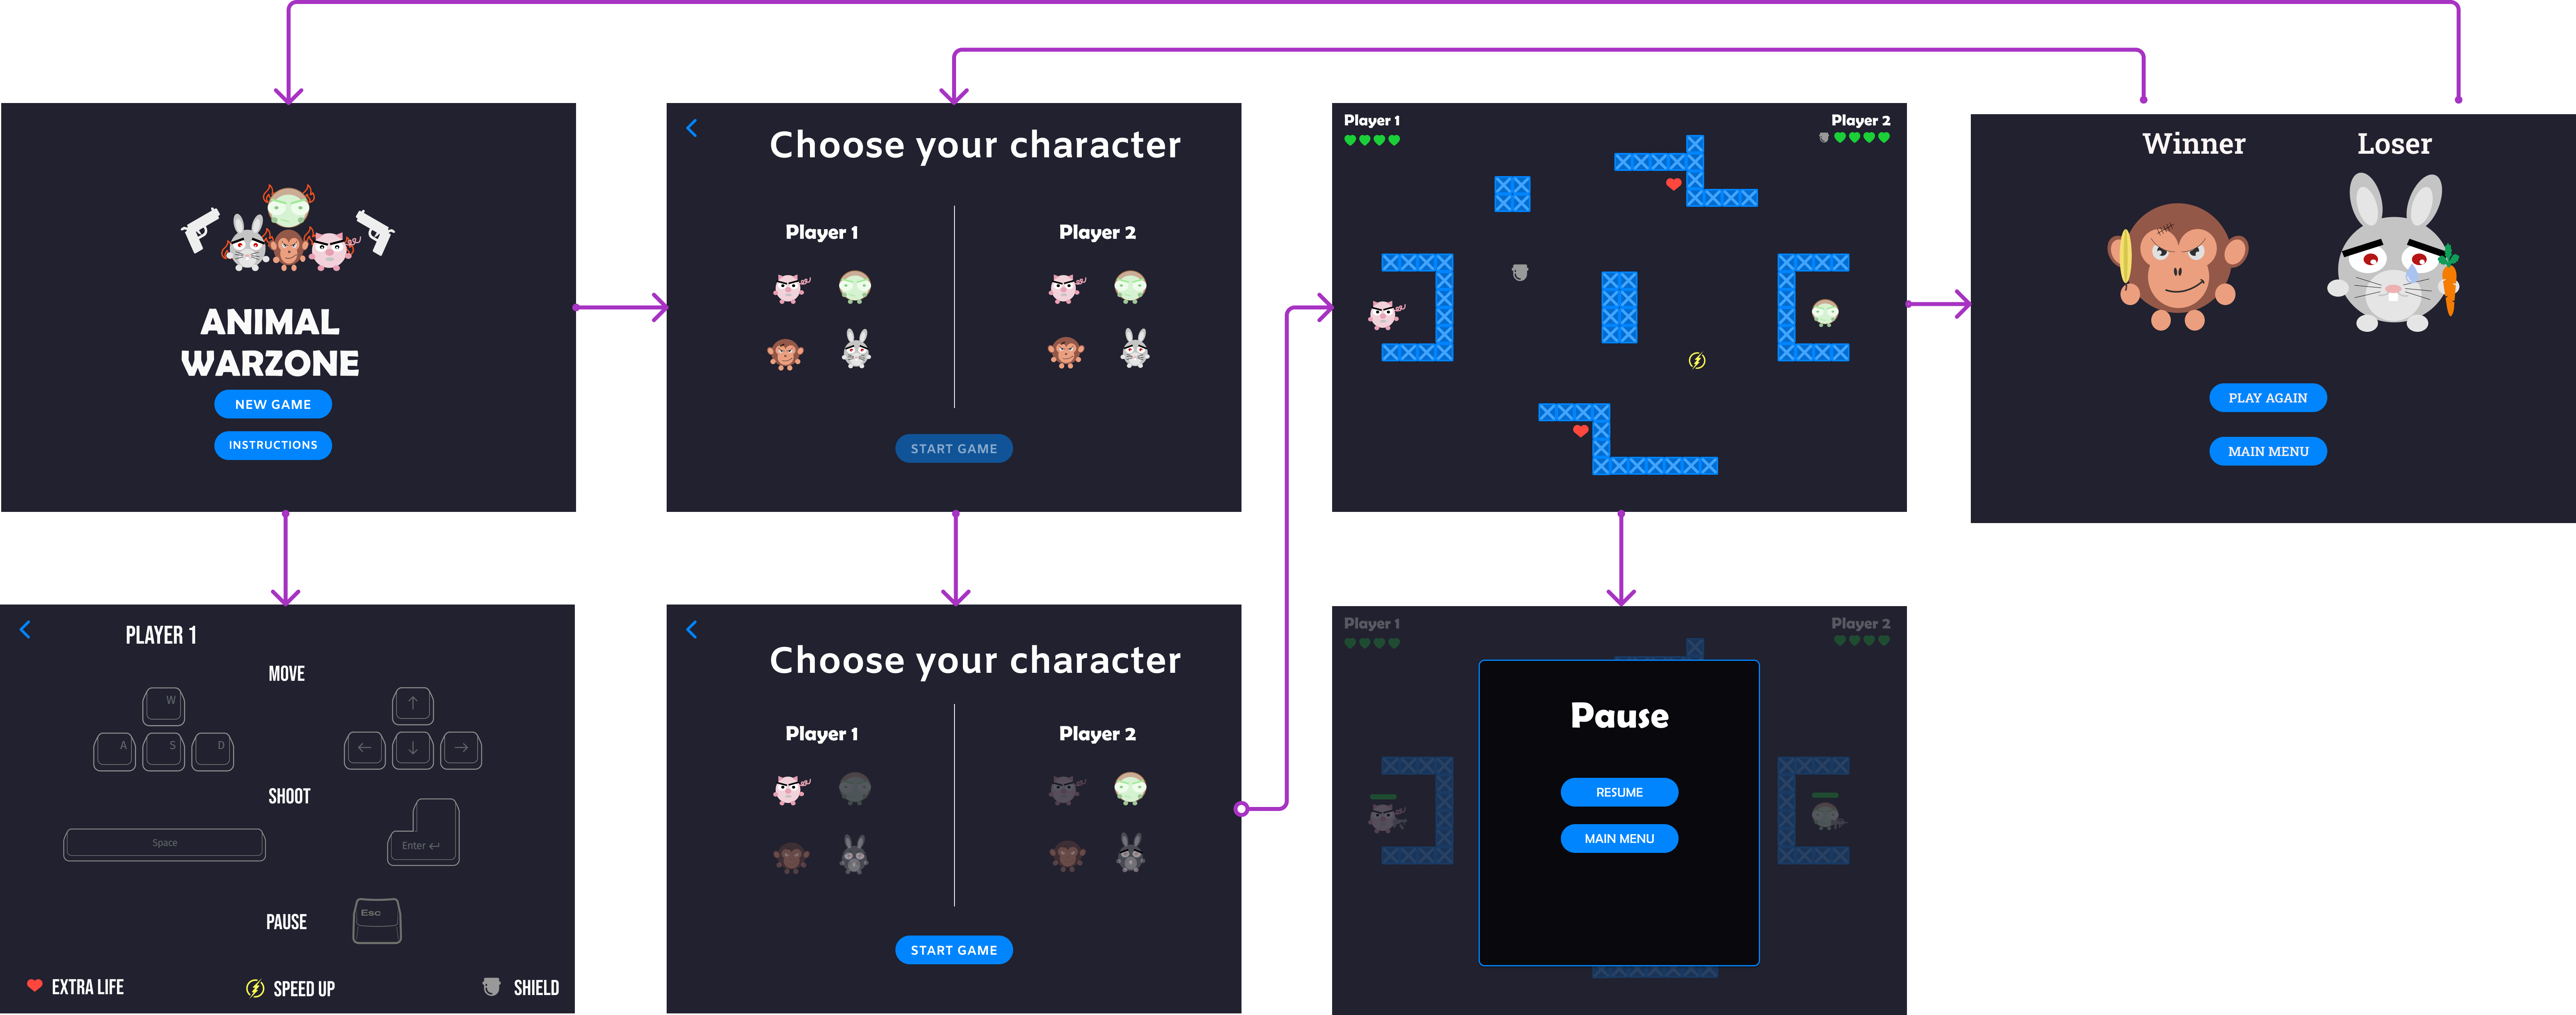 ANIMAL
WARZONE
NEW GAME
INSTRUCTIONS
Choose your character
Player 1
Player 2
START GAME
Player 1
Player 2
Winner
Loser
PLAY AGAIN
MAIN MENU
PLAYER 1
MOVE
W
A
S
D
↑
←
↓
→
SHOOT
Space
Enter ↵
PAUSE
Esc
EXTRA LIFE
SPEED UP
SHIELD
Choose your character
Player 1
Player 2
START GAME
Player 1
Player 2
Pause
RESUME
MAIN MENU